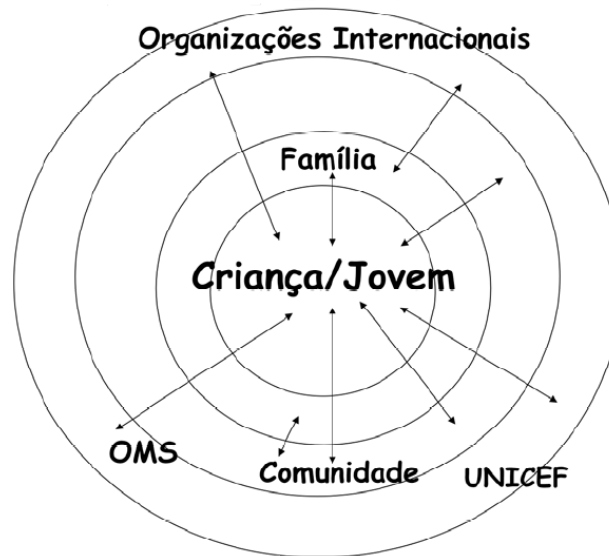 Organizações Internacionais
Família
Criança/Jovem
OMS
Comunidade
UNICEF